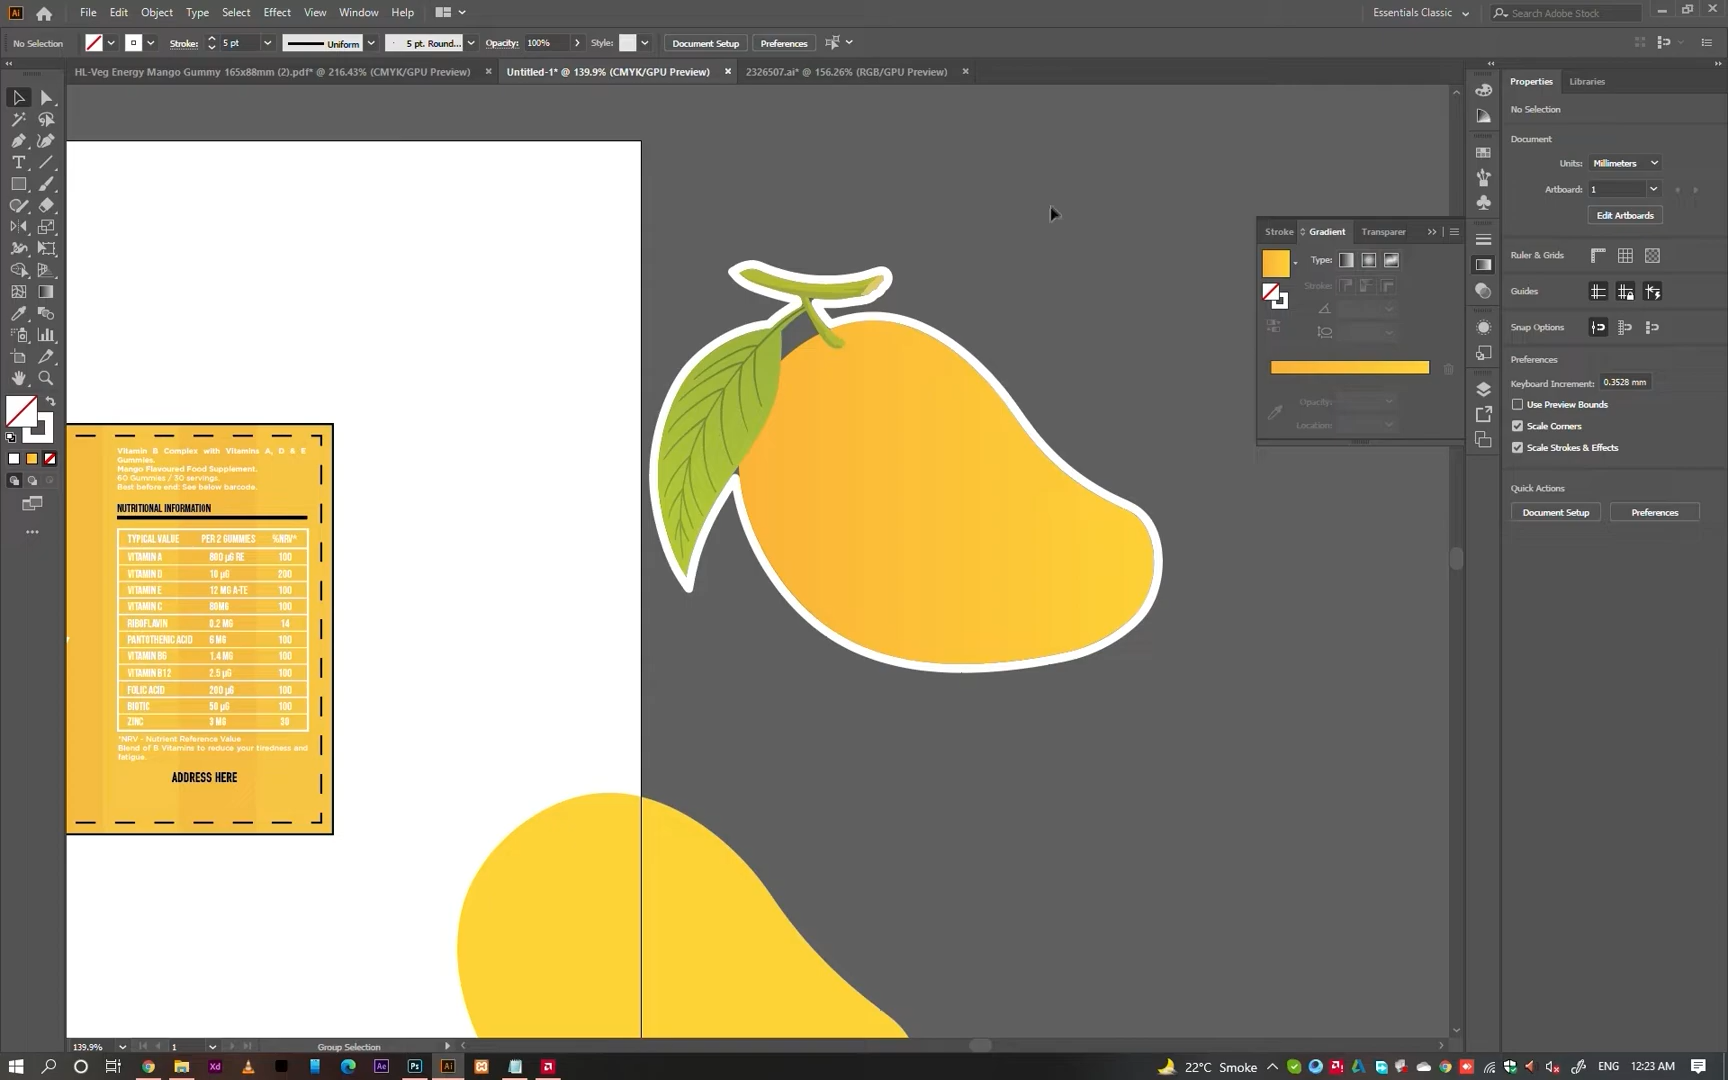 Ai File Edit Object Type Select Effect View Window Help Essentials Classic Search Adobe Stock
No Selection Stroke: 5 pt Uniform 5 pt. Round... Opacity: 100% Style: Document Setup Preferences
HL-Veg Energy Mango Gummy 165x88mm (2).pdf* @ 216.43% (CMYK/GPU Preview) Untitled-1* @ 139.9% (CMYK/GPU Preview) 2326507.ai* @ 156.26% (RGB/GPU Preview)
Properties Libraries
No Selection
Document
Units: Millimeters
Artboard: 1
Edit Artboards
Stroke Gradient Transparer
Type:
Stroke:
Opacity:
Location:
Ruler & Grids
Guides
Snap Options
Preferences
Keyboard Increment: 0.3528 mm
Use Preview Bounds
Scale Corners
Scale Strokes & Effects
Quick Actions
Document Setup Preferences
Vitamin B Complex with Vitamins A, D & E
Gummies.
Mango Flavoured Food Supplement.
60 Gummies / 30 servings.
Best before end: See below barcode.
NUTRITIONAL INFORMATION
TYPICAL VALUE PER 2 GUMMIES %NRV*
VITAMIN A 800 µG RE 100
VITAMIN D 10 µG 200
VITAMIN E 12 MG A-TE 100
VITAMIN C 80MG 100
RIBOFLAVIN 0.2 MG 14
PANTOTHENIC ACID 6 MG 100
VITAMIN B6 1.4 MG 100
VITAMIN B12 2.5 µG 100
FOLIC ACID 200 µG 100
BIOTIC 50 µG 100
ZINC 3 MG 30
*NRV - Nutrient Reference Value
Blend of B Vitamins to reduce your tiredness and
fatigue.
ADDRESS HERE
139.9% 1 Group Selection
Xd Ae Ps Ai 22°C Smoke ENG 12:23 AM